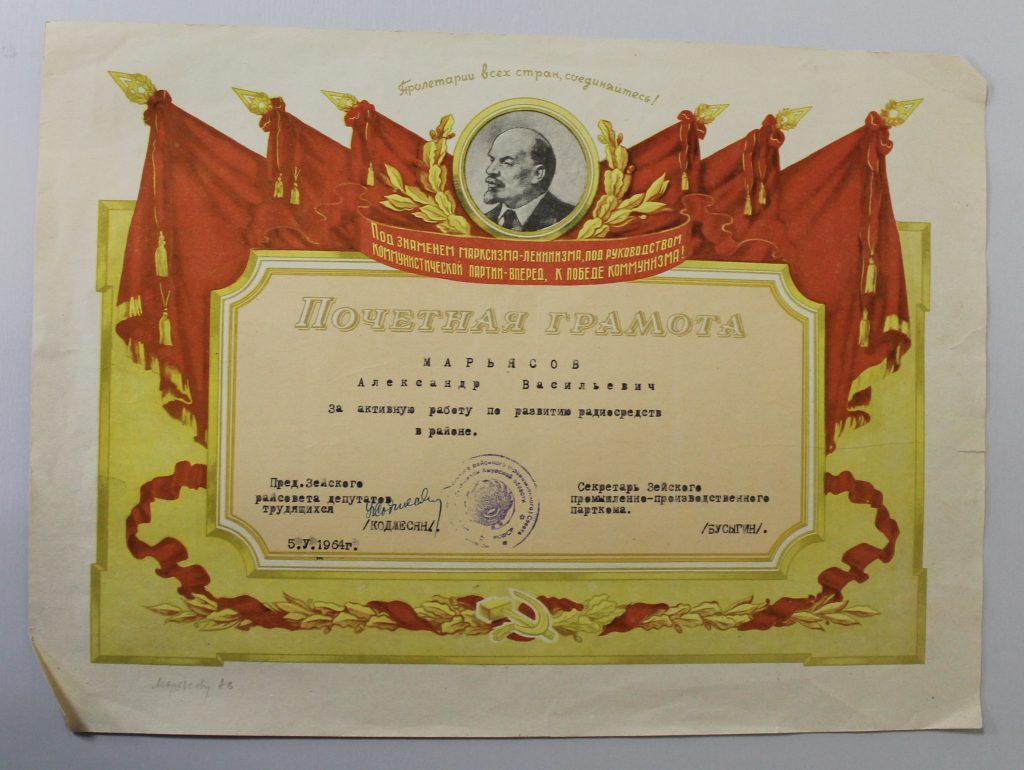 Пролетарии всех стран, соединяйтесь!
Под знаменем марксизма-ленинизма, под руководством
коммунистической партии-вперед, к победе коммунизма!
Почетная грамота
МАРЬЯСОВ
Александр Васильевич
За активную работу по развитию радиосредств
в районе.
Пред.Зейского
райсовета депутатов
трудящихся
/КОДЖЕСЯН/.
5.У.1964г.
Секретарь Зейского
промышленно-производственного
парткома.
/БУСЫГИН/.